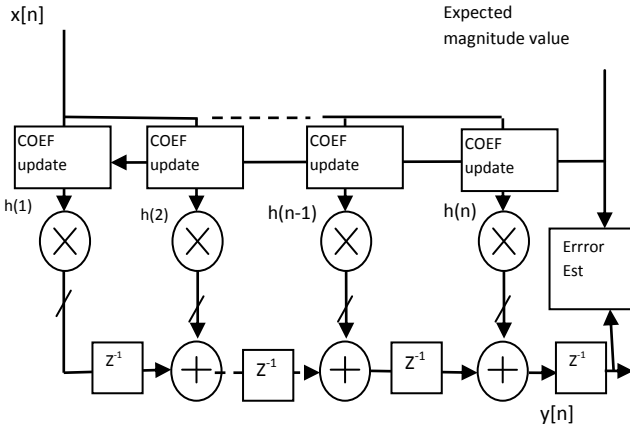 x[n]
Expected
magnitude value
COEF
update
COEF
update
COEF
update
COEF
update
h(1)
h(2)
h(n-1)
h(n)
Errror
Est
Z-1
Z-1
Z-1
Z-1
y[n]